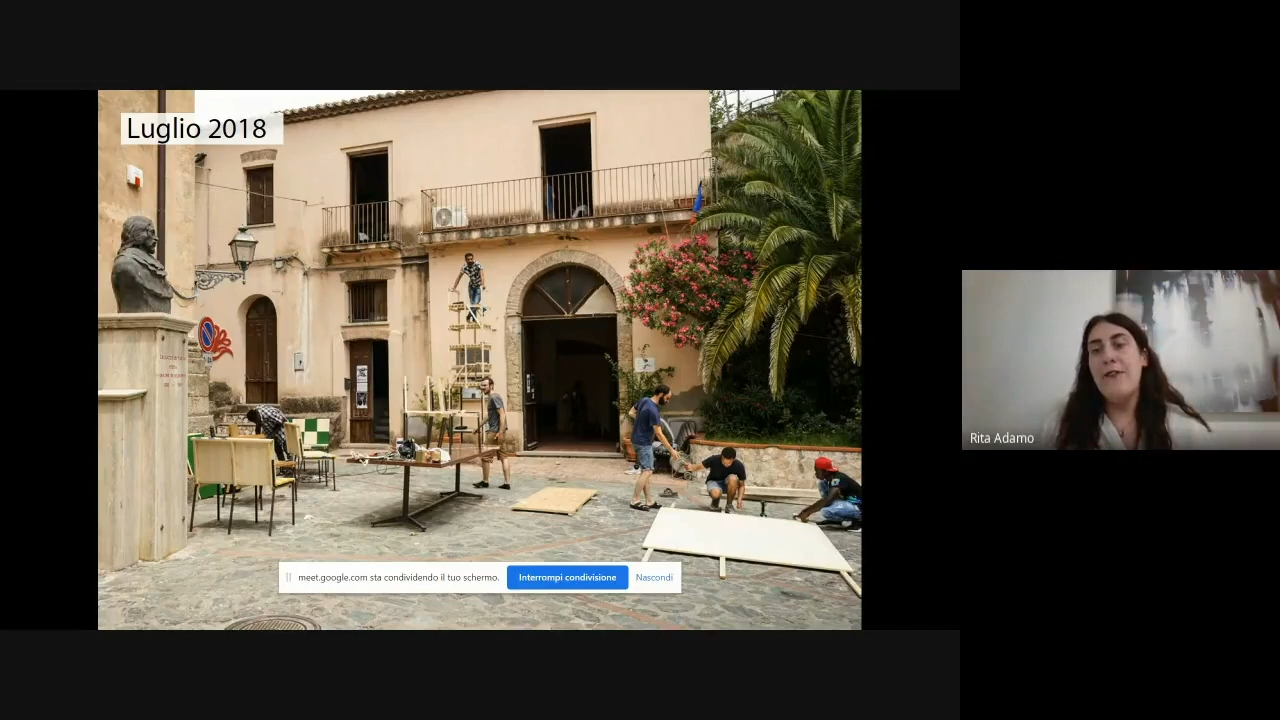 Luglio 2018
meet.google.com sta condividendo il tuo schermo.
Interrompi condivisione
Nascondi
Rita Adamo